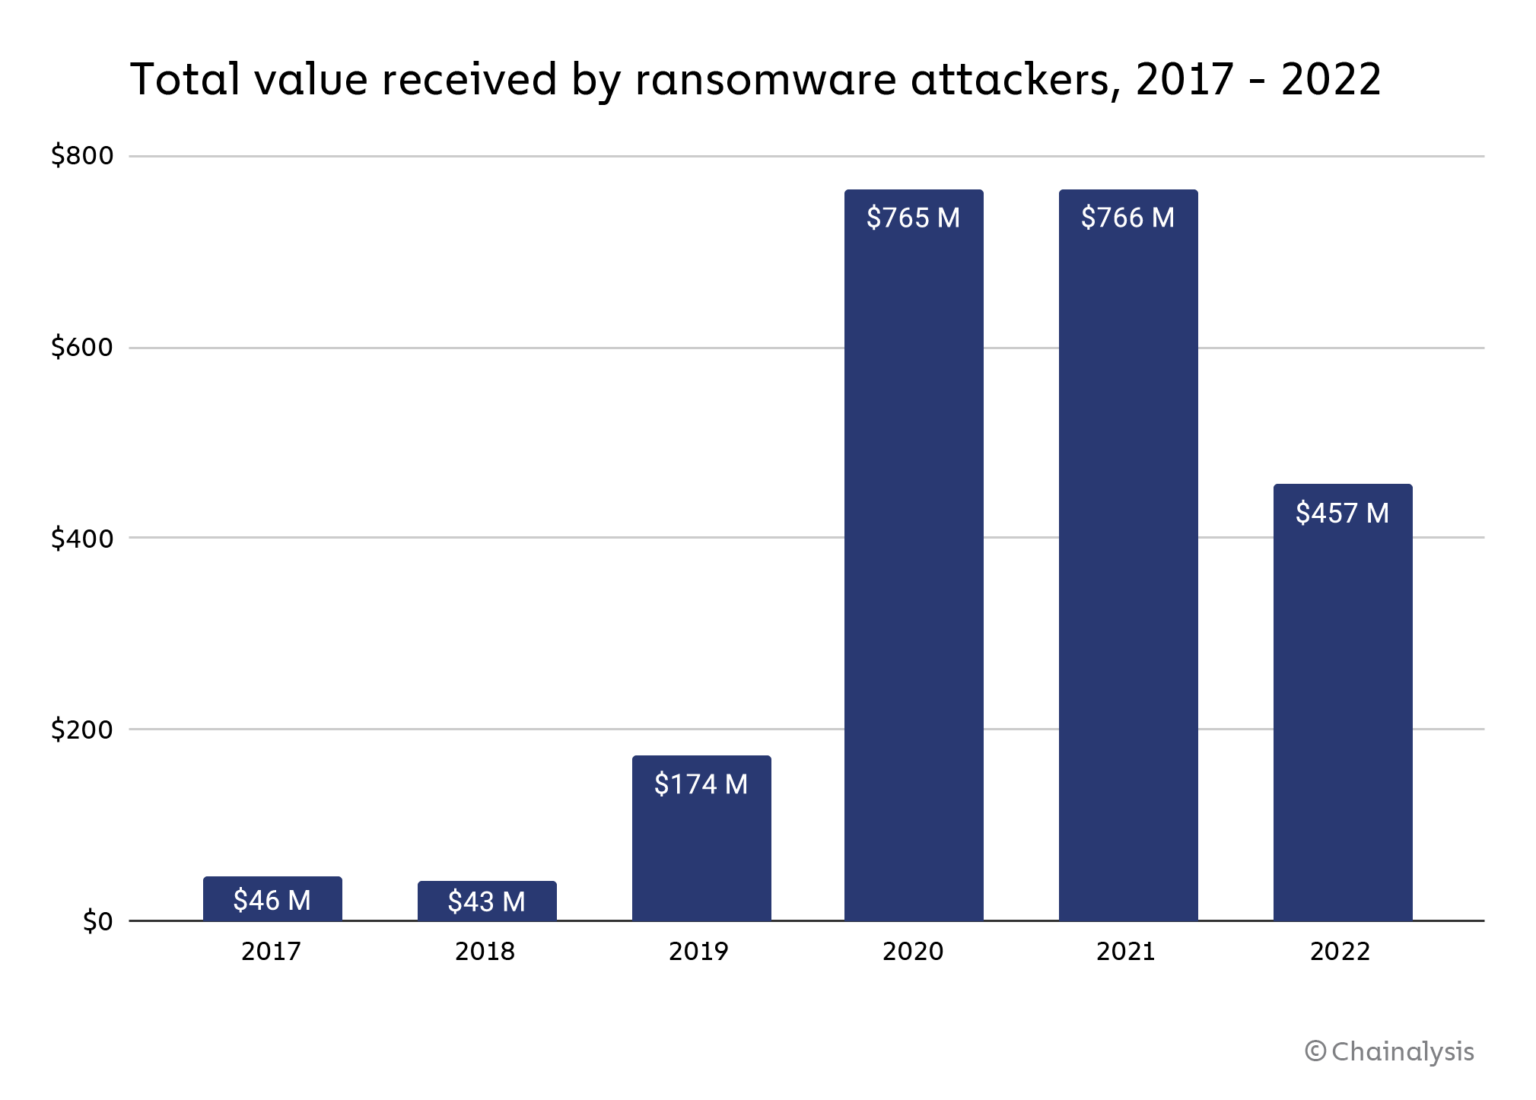 Total value received by ransomware attackers, 2017 - 2022
$800
$600
$400
$200
$0
$46 M
$43 M
$174 M
$765 M
$766 M
$457 M
2017
2018
2019
2020
2021
2022
© Chainalysis